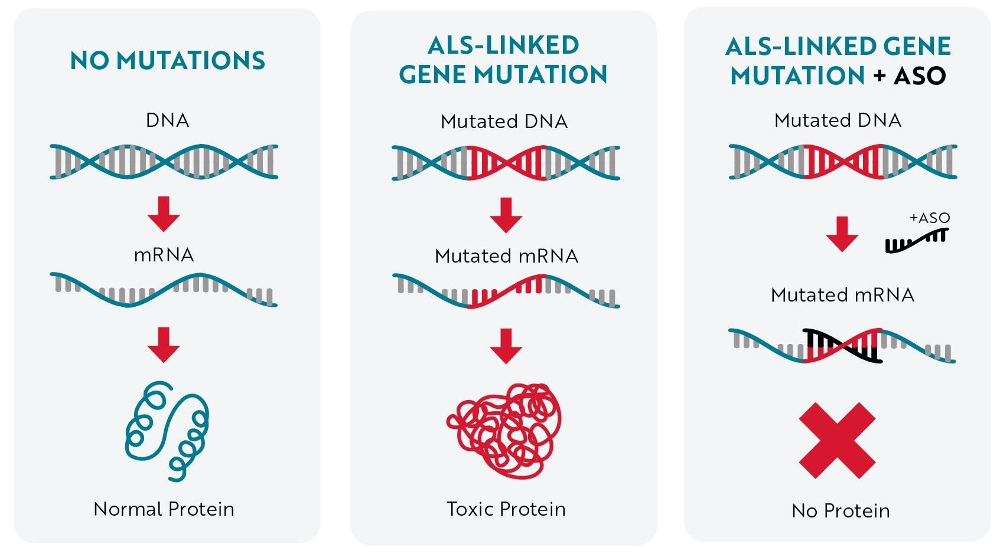 NO MUTATIONS
DNA
mRNA
Normal Protein
ALS-LINKED
GENE MUTATION
Mutated DNA
Mutated mRNA
Toxic Protein
ALS-LINKED GENE
MUTATION + ASO
Mutated DNA
+ASO
Mutated mRNA
No Protein